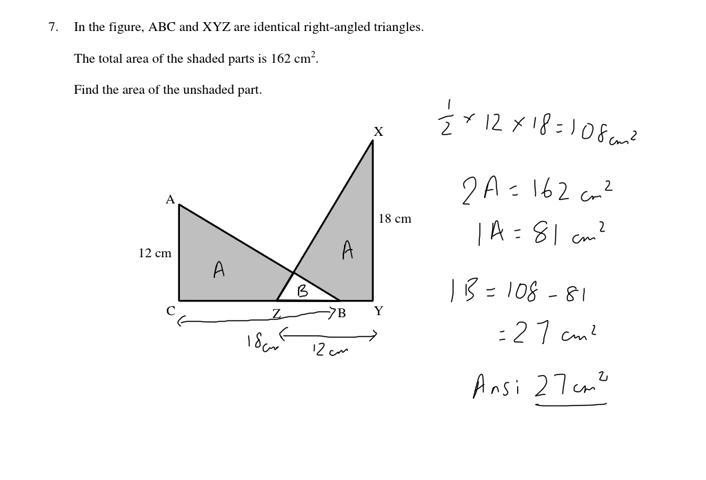 7. In the figure, ABC and XYZ are identical right-angled triangles.
The total area of the shaded parts is 162 cm².
Find the area of the unshaded part.
X
A
18 cm
12 cm
A
A
B
C
Z
B
Y
18cm
12 cm
½ × 12 × 18 = 108 cm²
2A = 162 cm²
1A = 81 cm²
1B = 108 - 81
= 27 cm²
Ans: 27 cm²